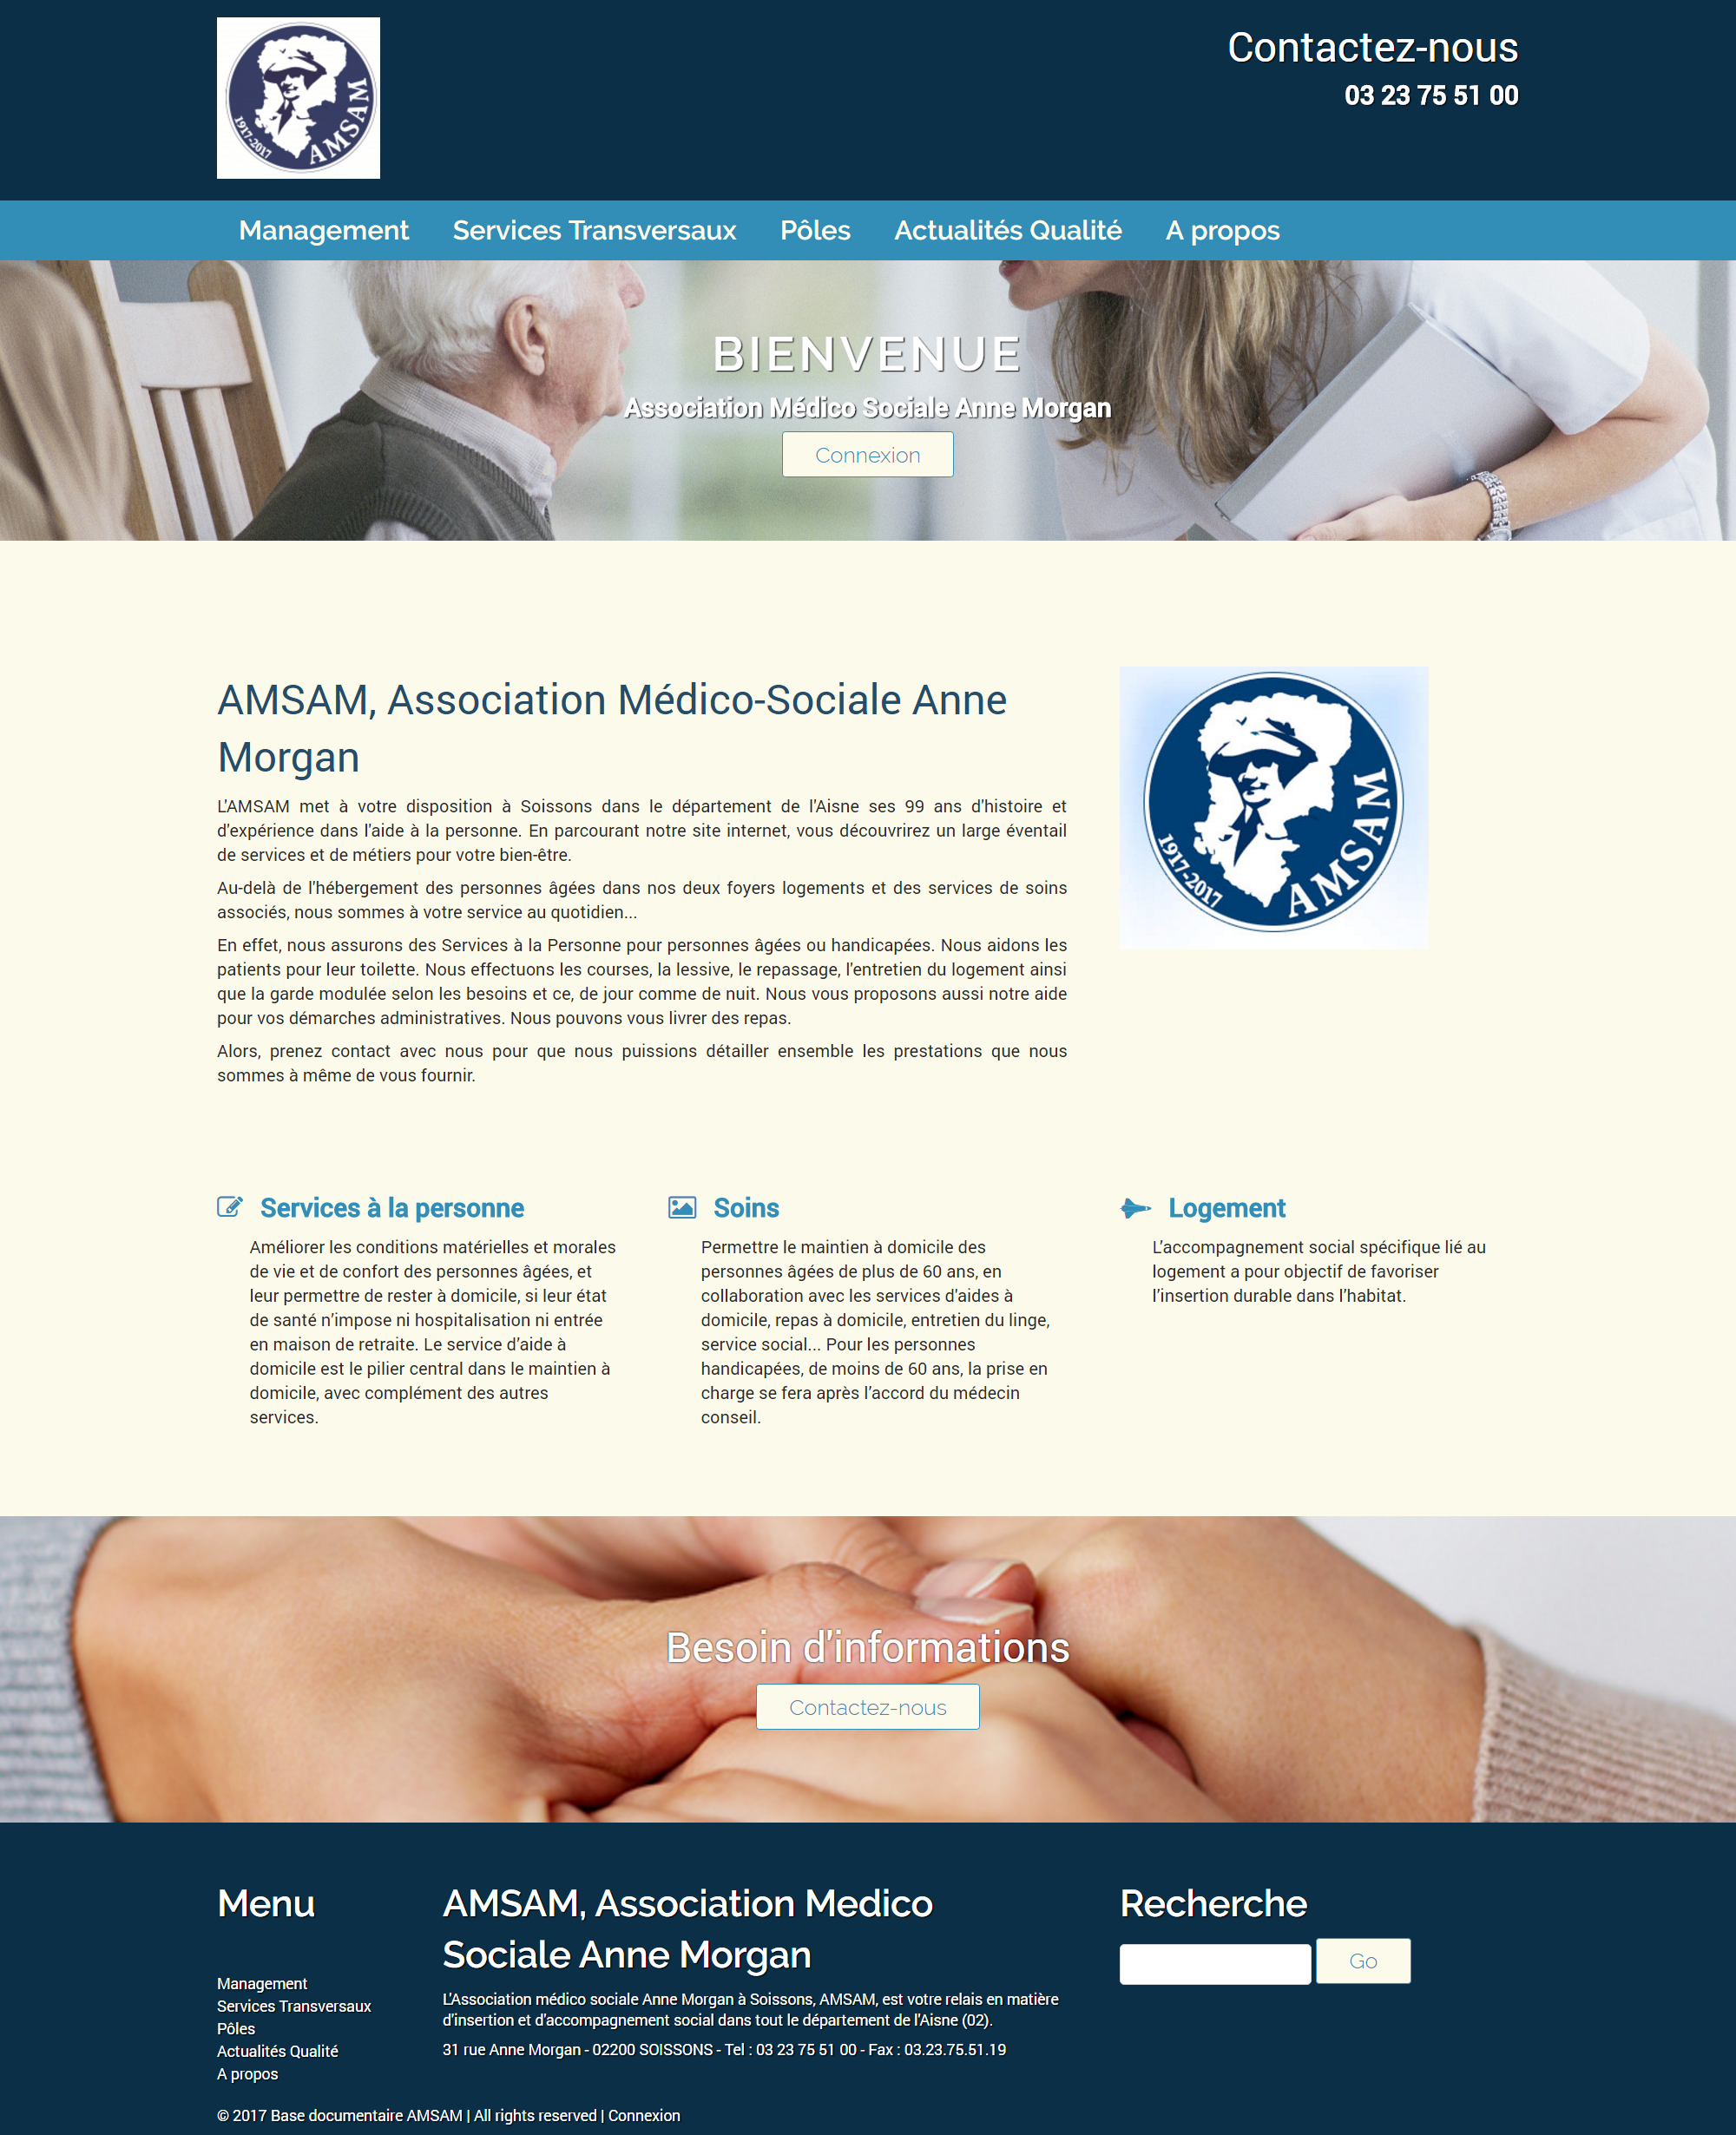 1917-2017 AMSAM
Contactez-nous
03 23 75 51 00
Management Services Transversaux Pôles Actualités Qualité A propos
BIENVENUE
Association Médico Sociale Anne Morgan
Connexion
AMSAM, Association Médico-Sociale Anne
Morgan
L'AMSAM met à votre disposition à Soissons dans le département de l'Aisne ses 99 ans d'histoire et
d'expérience dans l'aide à la personne. En parcourant notre site internet, vous découvrirez un large éventail
de services et de métiers pour votre bien-être.
Au-delà de l'hébergement des personnes âgées dans nos deux foyers logements et des services de soins
associés, nous sommes à votre service au quotidien...
En effet, nous assurons des Services à la Personne pour personnes âgées ou handicapées. Nous aidons les
patients pour leur toilette. Nous effectuons les courses, la lessive, le repassage, l'entretien du logement ainsi
que la garde modulée selon les besoins et ce, de jour comme de nuit. Nous vous proposons aussi notre aide
pour vos démarches administratives. Nous pouvons vous livrer des repas.
Alors, prenez contact avec nous pour que nous puissions détailler ensemble les prestations que nous
sommes à même de vous fournir.
1917-2017 AMSAM
Services à la personne
Améliorer les conditions matérielles et morales
de vie et de confort des personnes âgées, et
leur permettre de rester à domicile, si leur état
de santé n’impose ni hospitalisation ni entrée
en maison de retraite. Le service d’aide à
domicile est le pilier central dans le maintien à
domicile, avec complément des autres
services.
Soins
Permettre le maintien à domicile des
personnes âgées de plus de 60 ans, en
collaboration avec les services d’aides à
domicile, repas à domicile, entretien du linge,
service social... Pour les personnes
handicapées, de moins de 60 ans, la prise en
charge se fera après l’accord du médecin
conseil.
Logement
L’accompagnement social spécifique lié au
logement a pour objectif de favoriser
l’insertion durable dans l’habitat.
Besoin d'informations
Contactez-nous
Menu
Management
Services Transversaux
Pôles
Actualités Qualité
A propos
AMSAM, Association Medico
Sociale Anne Morgan
L'Association médico sociale Anne Morgan à Soissons, AMSAM, est votre relais en matière
d'insertion et d'accompagnement social dans tout le département de l'Aisne (02).
31 rue Anne Morgan - 02200 SOISSONS - Tel : 03 23 75 51 00 - Fax : 03.23.75.51.19
Recherche
Go
© 2017 Base documentaire AMSAM | All rights reserved | Connexion